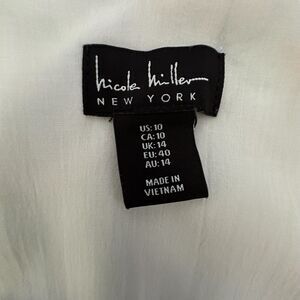 Nicole Miller
NEW YORK
US: 10
CA: 10
UK: 14
EU: 40
AU: 14
MADE IN
VIETNAM